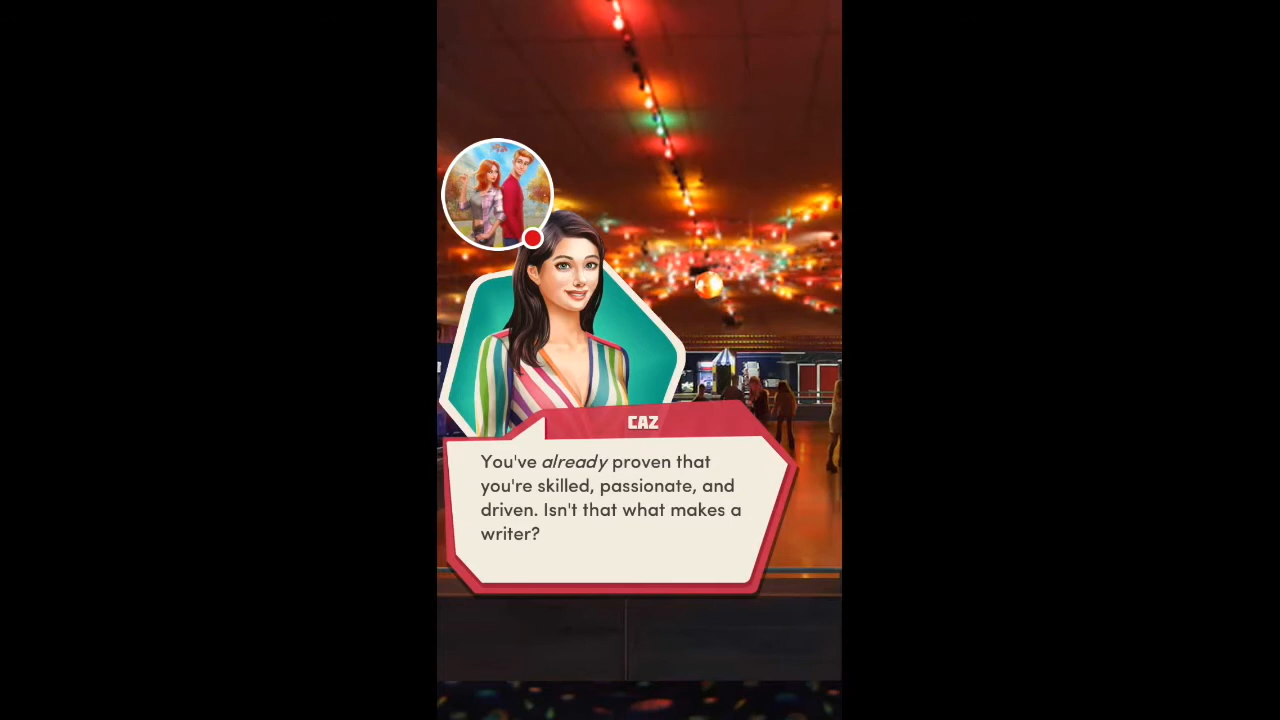 CAZ
You've already proven that
you're skilled, passionate, and
driven. Isn't that what makes a
writer?